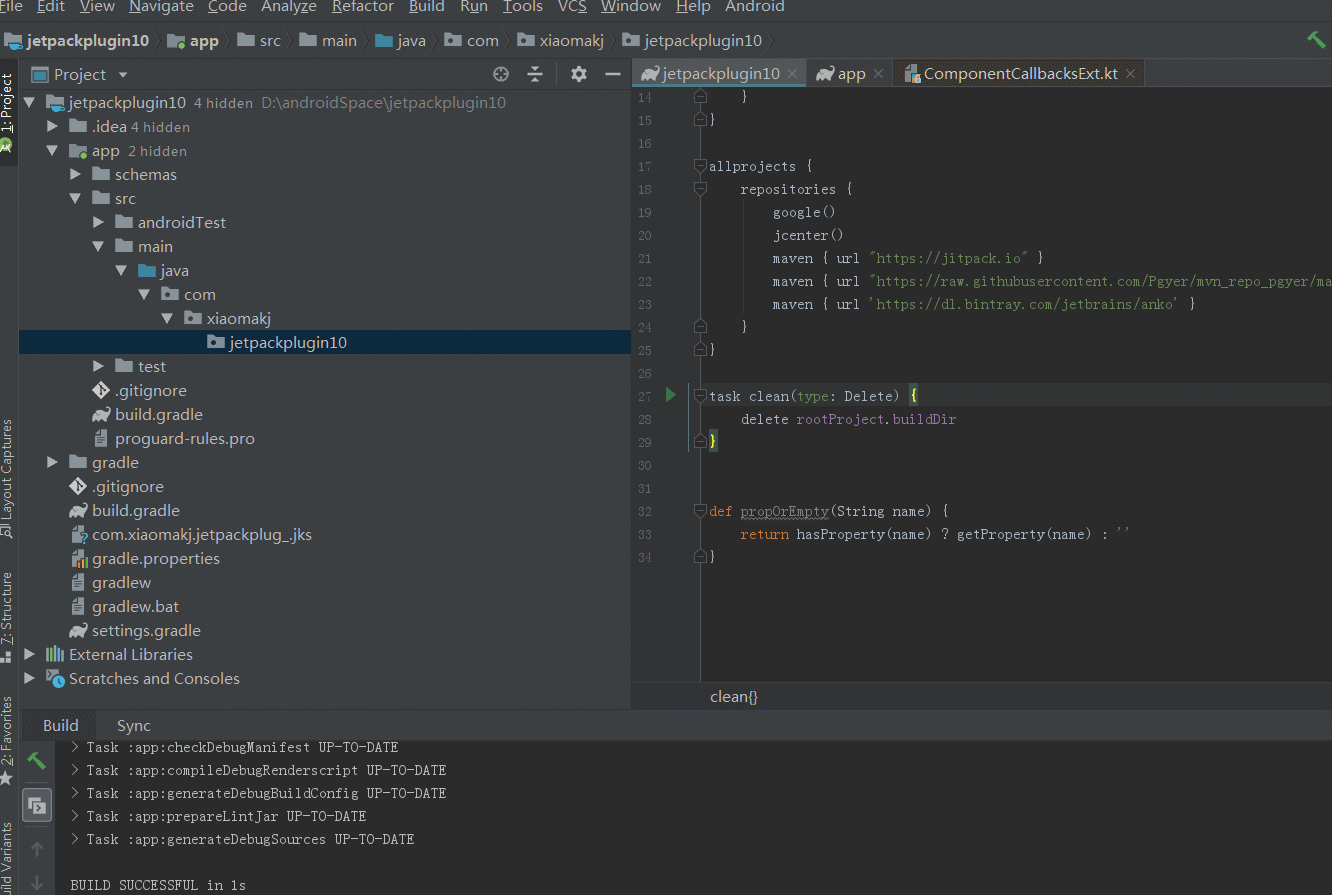 File Edit View Navigate Code Analyze Refactor Build Run Tools VCS Window Help Android
jetpackplugin10 app src main java com xiaomakj jetpackplugin10
Project
jetpackplugin10 app ComponentCallbacksExt.kt
1: Project
Layout Captures
7: Structure
2: Favorites
Build Variants
jetpackplugin10 4 hidden D:\androidSpace\jetpackplugin10
.idea 4 hidden
app 2 hidden
schemas
src
androidTest
main
java
com
xiaomakj
jetpackplugin10
test
.gitignore
build.gradle
proguard-rules.pro
gradle
.gitignore
build.gradle
com.xiaomakj.jetpackplug_.jks
gradle.properties
gradlew
gradlew.bat
settings.gradle
External Libraries
Scratches and Consoles
14 }
15 }
16
17 allprojects {
18 repositories {
19 google()
20 jcenter()
21 maven { url "https://jitpack.io" }
22 maven { url "https://raw.githubusercontent.com/Pgyer/mvn_repo_pgyer/ma
23 maven { url 'https://dl.bintray.com/jetbrains/anko' }
24 }
25 }
26
27 task clean(type: Delete) {
28 delete rootProject.buildDir
29 }
30
31
32 def propOrEmpty(String name) {
33 return hasProperty(name) ? getProperty(name) : ''
34 }
clean{}
Build Sync
> Task :app:checkDebugManifest UP-TO-DATE
> Task :app:compileDebugRenderscript UP-TO-DATE
> Task :app:generateDebugBuildConfig UP-TO-DATE
> Task :app:prepareLintJar UP-TO-DATE
> Task :app:generateDebugSources UP-TO-DATE
BUILD SUCCESSFUL in 1s